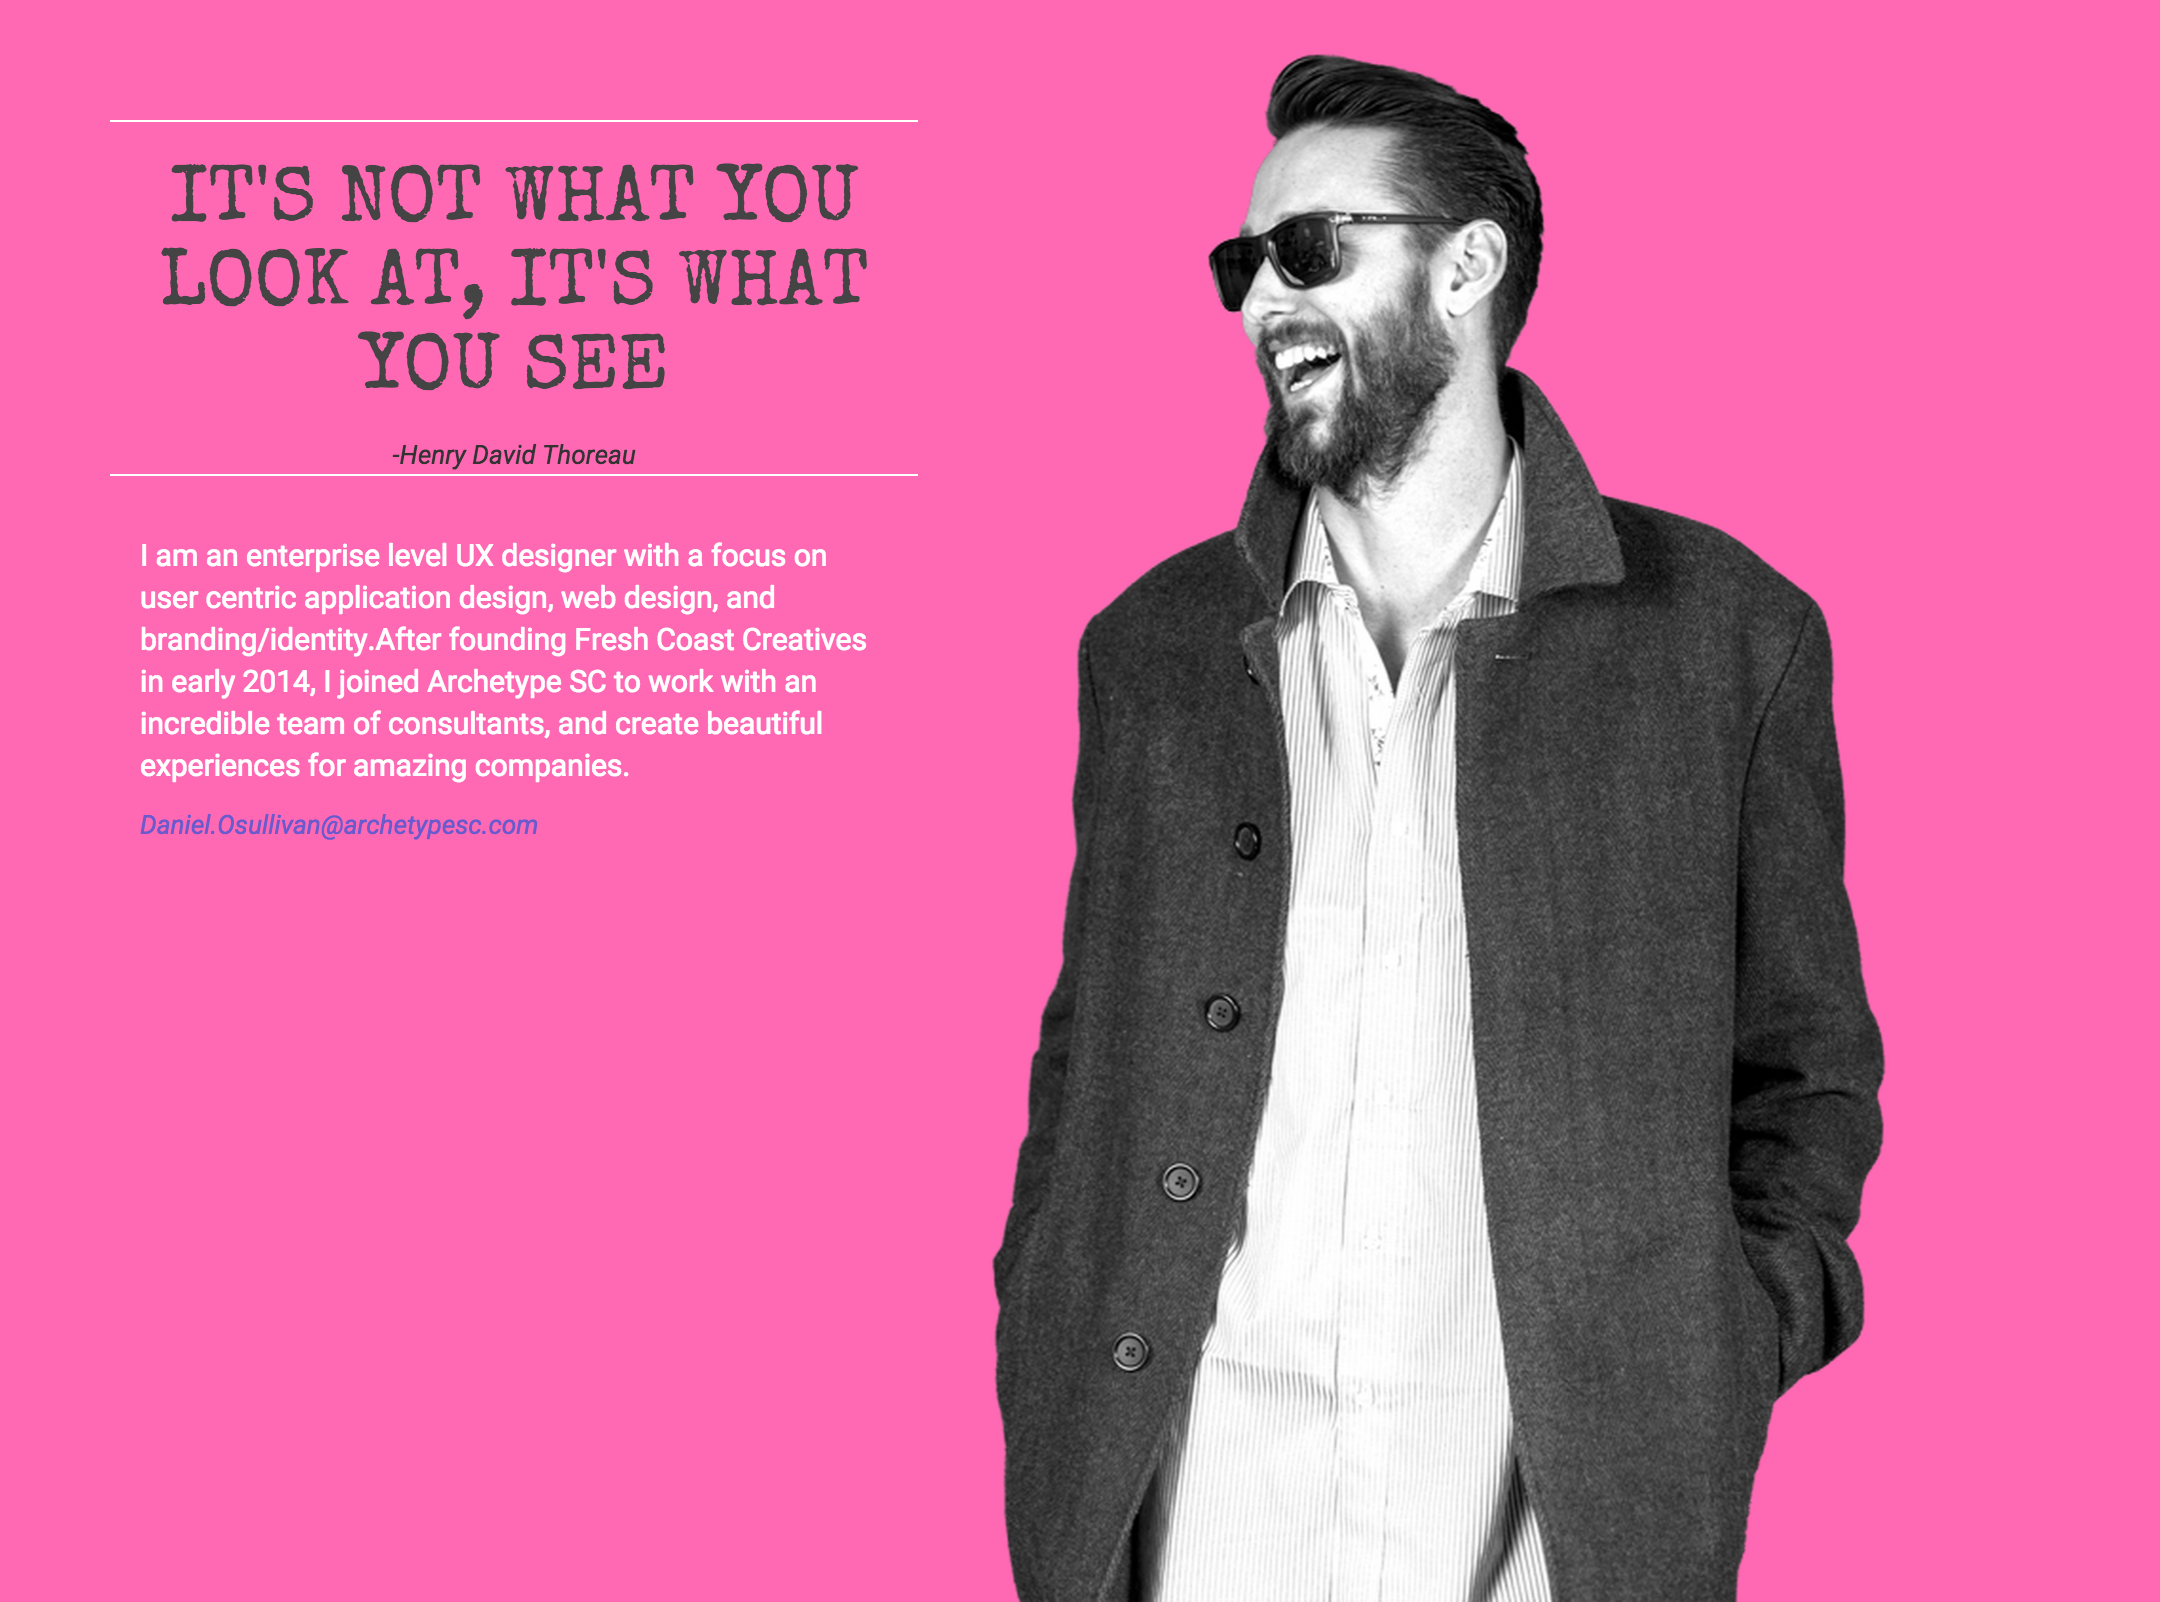 IT'S NOT WHAT YOU
LOOK AT, IT'S WHAT
YOU SEE
-Henry David Thoreau
I am an enterprise level UX designer with a focus on
user centric application design, web design, and
branding/identity.After founding Fresh Coast Creatives
in early 2014, I joined Archetype SC to work with an
incredible team of consultants, and create beautiful
experiences for amazing companies.
Daniel.Osullivan@archetypesc.com